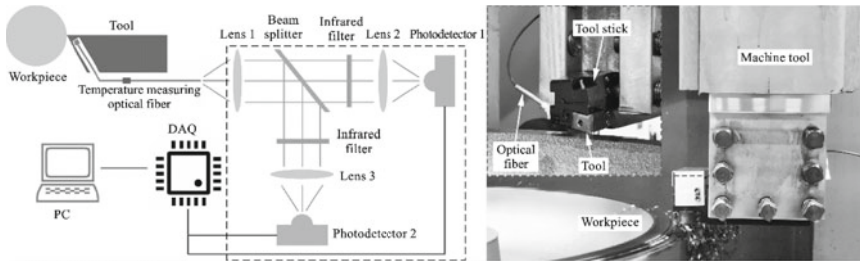 Tool
Workpiece
Temperature measuring
optical fiber
Lens 1
Beam
splitter
Infrared
filter
Lens 2
Photodetector 1
DAQ
PC
Infrared
filter
Lens 3
Photodetector 2
Tool stick
Optical
fiber
Tool
Machine tool
Workpiece